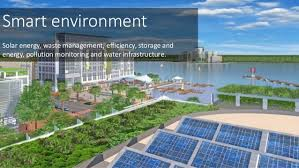 Smart environment
Solar energy, waste management, efficiency, storage and
energy, pollution monitoring and water infrastructure.